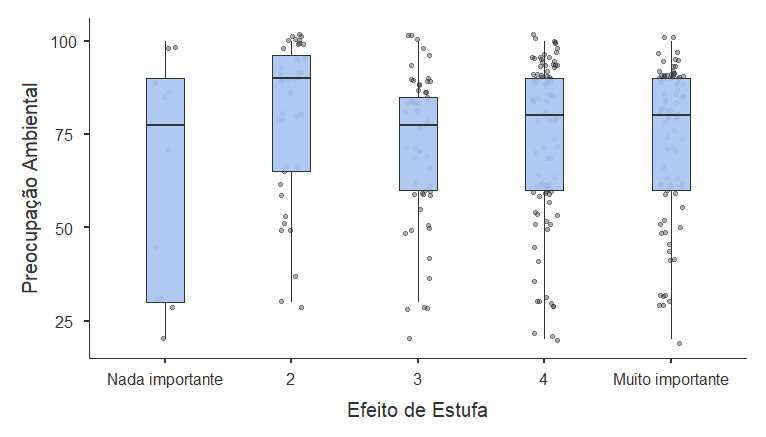 Preocupação Ambiental
100
75
50
25
Nada importante
2
3
4
Muito importante
Efeito de Estufa